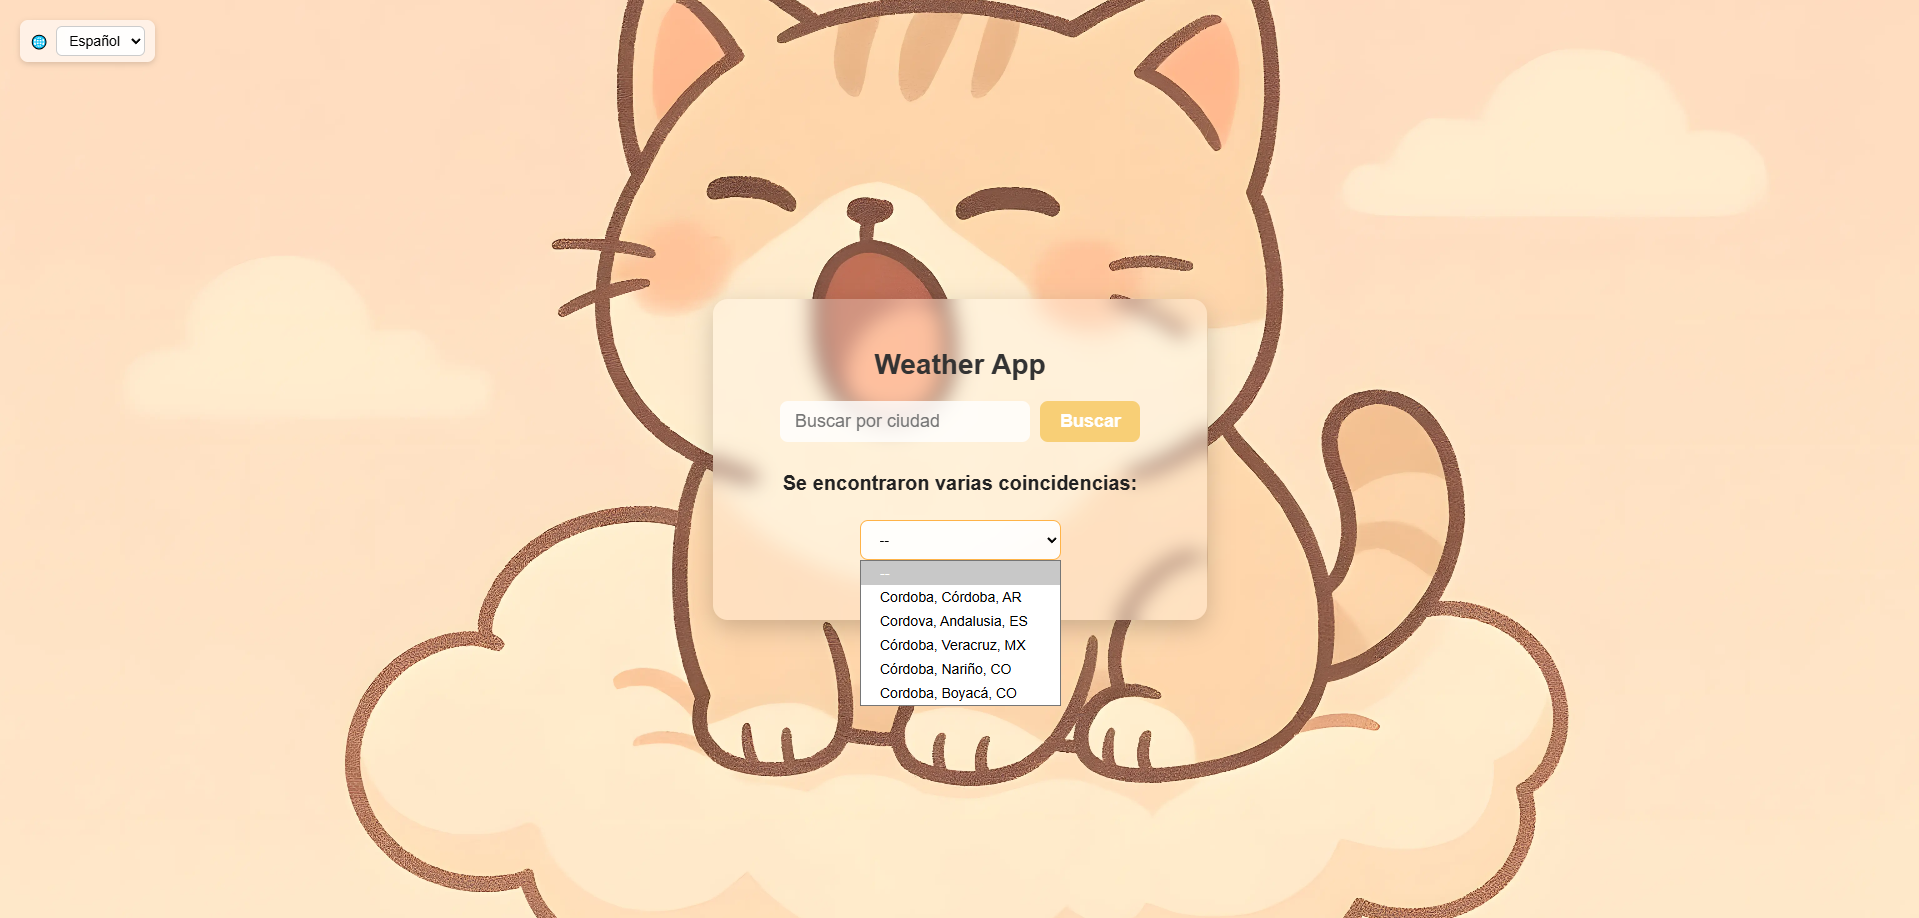 Español
Weather App
Buscar por ciudad
Buscar
Se encontraron varias coincidencias:
--
--
Cordoba, Córdoba, AR
Cordova, Andalusia, ES
Córdoba, Veracruz, MX
Córdoba, Nariño, CO
Cordoba, Boyacá, CO